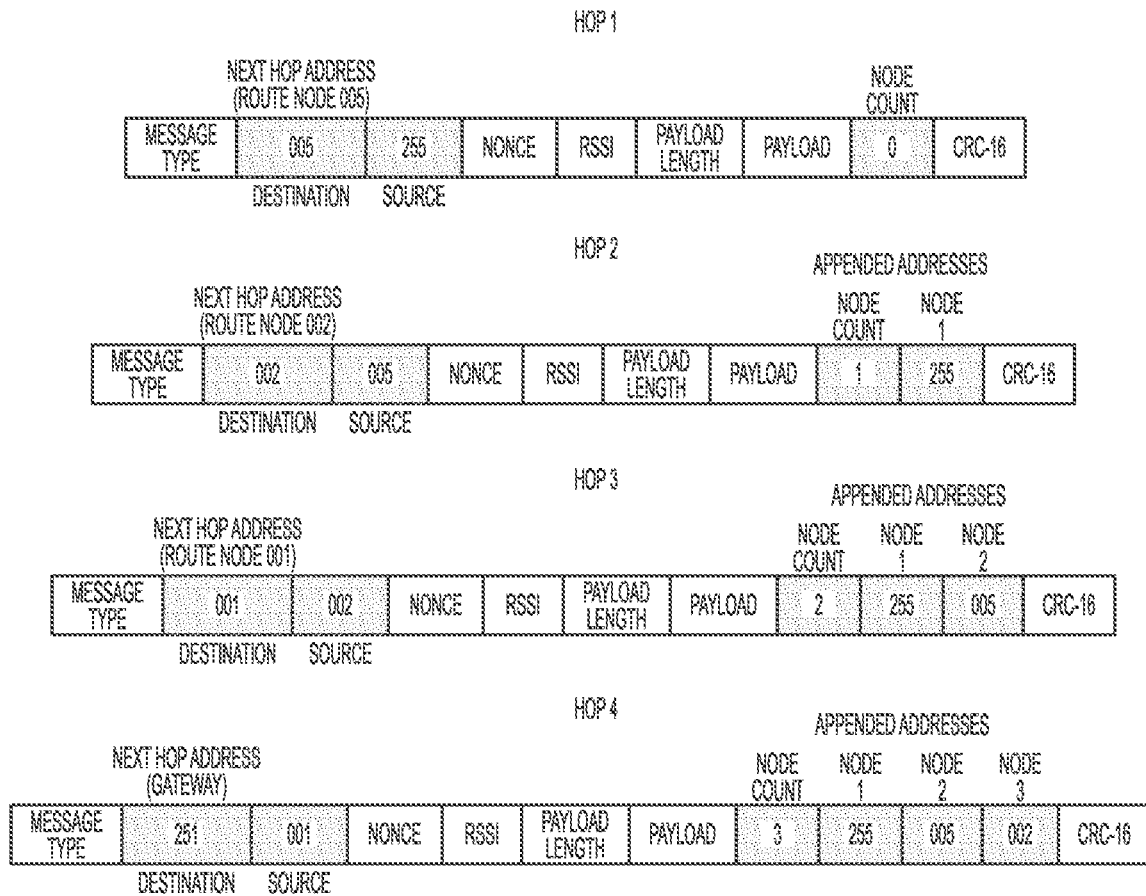 HOP 1
NEXT HOP ADDRESS
(ROUTE NODE 005)
NODE
COUNT
MESSAGE TYPE 005 255 NONCE RSSI PAYLOAD LENGTH PAYLOAD 0 CRC-16
DESTINATION SOURCE
HOP 2
APPENDED ADDRESSES
NEXT HOP ADDRESS
(ROUTE NODE 002)
NODE COUNT NODE 1
MESSAGE TYPE 002 005 NONCE RSSI PAYLOAD LENGTH PAYLOAD 1 255 CRC-16
DESTINATION SOURCE
HOP 3
APPENDED ADDRESSES
NEXT HOP ADDRESS
(ROUTE NODE 001)
NODE COUNT NODE 1 NODE 2
MESSAGE TYPE 001 002 NONCE RSSI PAYLOAD LENGTH PAYLOAD 2 255 005 CRC-16
DESTINATION SOURCE
HOP 4
APPENDED ADDRESSES
NEXT HOP ADDRESS
(GATEWAY)
NODE COUNT NODE 1 NODE 2 NODE 3
MESSAGE TYPE 251 001 NONCE RSSI PAYLOAD LENGTH PAYLOAD 3 255 005 002 CRC-16
DESTINATION SOURCE